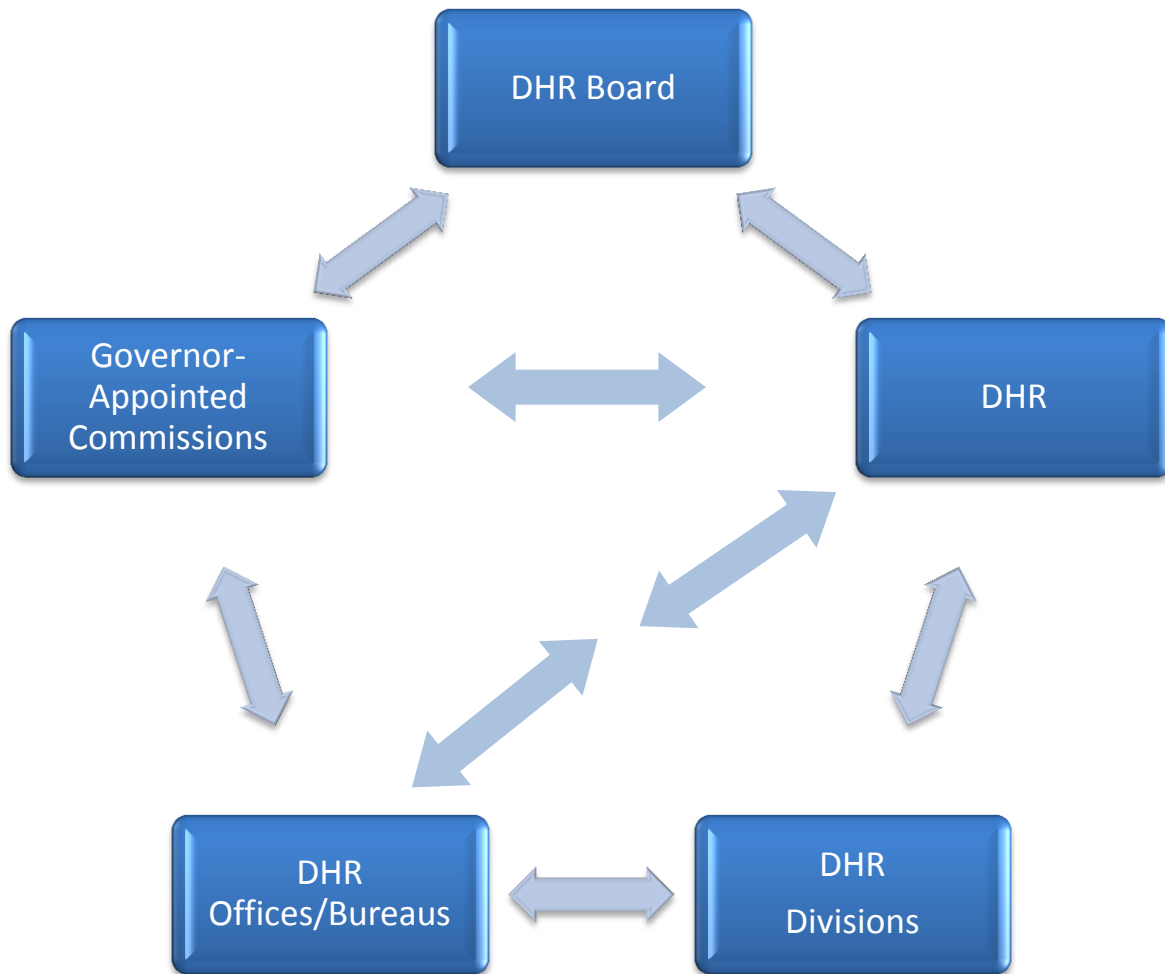 DHR Board
Governor-
Appointed
Commissions
DHR
DHR
Offices/Bureaus
DHR
Divisions